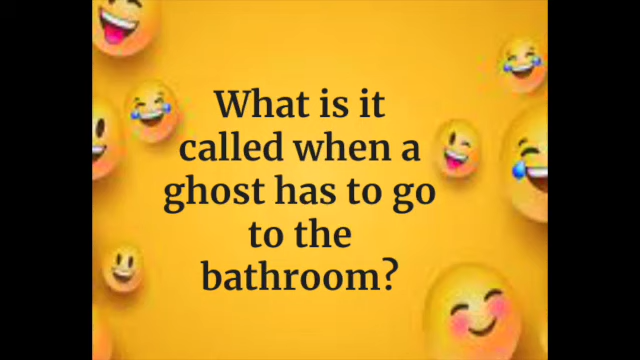 What is it
called when a
ghost has to go
to the
bathroom?